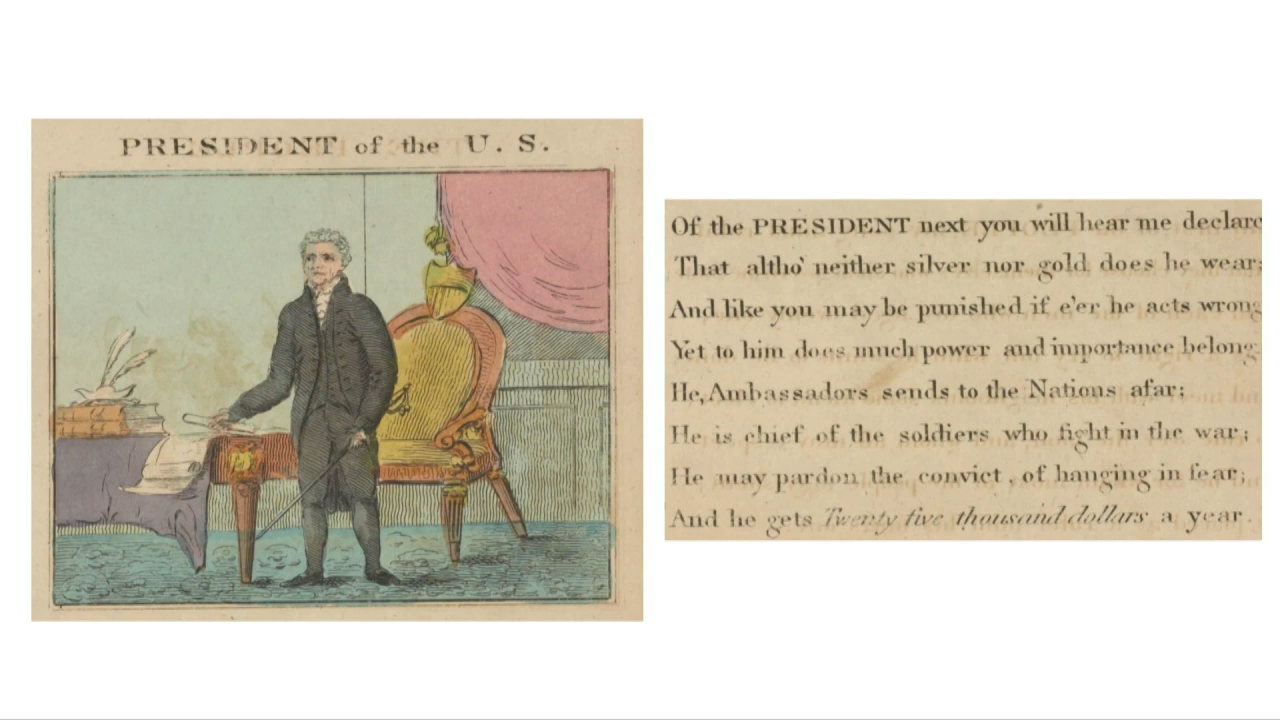 PRESIDENT of the U. S.
Of the PRESIDENT next you will hear me declare
That altho' neither silver nor gold does he wear;
And like you may be punished if e'er he acts wrong
Yet to him does much power and importance belong.
He, Ambassadors sends to the Nations afar;
He is chief of the soldiers who fight in the war;
He may pardon the convict, of hanging in fear;
And he gets Twenty five thousand dollars a year.